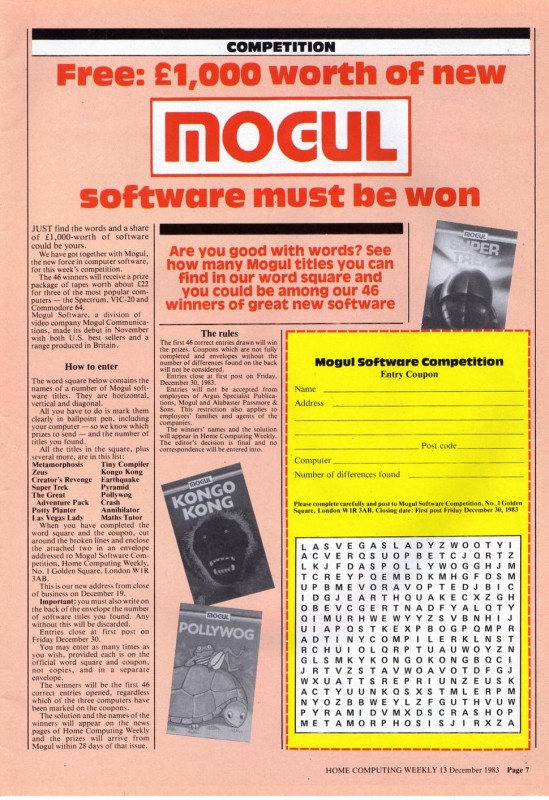 COMPETITION
Free: £1,000 worth of new
MOGUL
software must be won
JUST find the words and a share
of £1,000-worth of software
could be yours.
We have got together with Mogul,
the new force in computer software,
for this week's competition.
The 46 winners will receive a prize
package of tapes worth about £22
for three of the most popular com-
puters — the Spectrum, VIC-20 and
Commodore 64.
Mogul Software, a division of
video company Mogul Communica-
tions, made its debut in November
with both U.S. best sellers and a
range produced in Britain.
How to enter
The word square below contains the
names of a number of Mogul soft-
ware titles. They are horizontal,
vertical and diagonal.
All you have to do is mark them
clearly in ballpoint pen, including
your computer — so we know which
prizes to send — and the number of
titles you found.
All the titles in the square, plus
several more, are in this list:
Metamorphosis Tiny Compiler
Zeus Kongo Kong
Creator's Revenge Earthquake
Super Trek Pyramid
The Great Pollywog
Adventure Pack Crash
Potty Planter Annihilator
Las Vegas Lady Maths Tutor
When you have completed the
word square and the coupon, cut
around the broken lines and enclose
the attached two in an envelope
addressed to Mogul Software Com-
petition, Home Computing Weekly,
No. 1 Golden Square, London W1R
3AB.
This is our new address from close
of business on December 19.
Important: you must also write on
the back of the envelope the number
of software titles you found. Any
without this will be discarded.
Entries close at first post on
Friday December 30.
You may enter as many times as
you wish, provided each is on the
official word square and coupon,
not copies, and in a separate
envelope.
The winners will be the first 46
correct entries opened, regardless
which of the three computers have
been marked on the coupons.
The solution and the names of the
winners will appear on the news
pages of Home Computing Weekly
and the prizes will arrive from
Mogul within 28 days of that issue.
Are you good with words? See
how many Mogul titles you can
find in our word square and
you could be among our 46
winners of great new software
MOGUL
SUPER
TREK
The rules
The first 46 correct entries drawn will win
the prizes. Coupons which are not fully
completed and envelopes without the
number of differences found on the back
will not be considered.
Entries close at first post on Friday,
December 30, 1983.
Entries will not be accepted from
employees of Argus Specialist Publica-
tions, Mogul and Alabaster Passmore &
Sons. This restriction also applies to
employees' families and agents of the
companies.
The winners' names and the solution
will appear in Home Computing Weekly.
The editor's decision is final and no
correspondence will be entered into.
MOGUL
KONGO
KONG
MOGUL
POLLYWOG
Mogul Software Competition
Entry Coupon
Name
Address
Post code
Computer
Number of differences found
Please complete carefully and post to Mogul Software Competition, No. 1 Golden
Square, London W1R 3AB. Closing date: First post Friday December 30, 1983
L A S V E G A S L A D Y Z W O O T Y I
A C V E R Q S U O P B E T C J Q R T Z
L K J F D A S P O L L Y W O G G H J M
T C R E Y P Q E M B D K M H G F D S M
U P B M E V O R A V O P T E D J B I C
I D G J E A R T H Q U A K E C X Z G H
O B E V C G E R T N A D F Y A L Q T Y
Q I M U R H W E W Y Y Z S V B N H I J
U I A P Q S T K E X P B O G P Q M P R
A D T I N Y C O M P I L E R K L N S T
R C H U I O L Q R P T U A U W O Y Z N
G L S M K Y K O N G O K O N G B Q C I
J R T V Z S T A V W O A V O T D F G J
W X U A T T S R E P R I U N Z E U S K
A C T Y U U N K Q S X S T M L E R P M
N Y O Z B B W E Y L Z F G U T H V U W
P Y R A M I D V M X D S C R A S H O P
M E T A M O R P H O S I S J I R X Z A
HOME COMPUTING WEEKLY 13 December 1983 Page 7